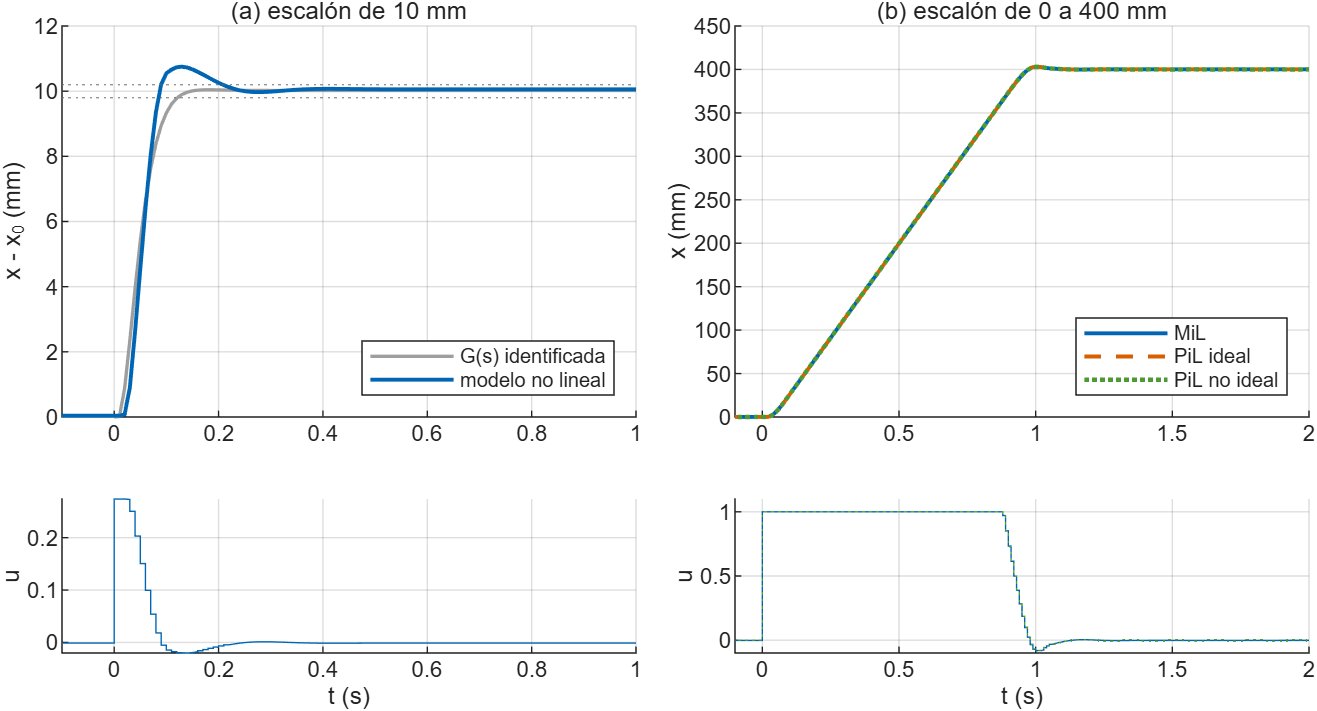 (a) escalón de 10 mm
12
10
8
6
4
2
0
x - x₀ (mm)
G(s) identificada
modelo no lineal
0 0.2 0.4 0.6 0.8 1
(b) escalón de 0 a 400 mm
450
400
350
300
250
200
150
100
50
0
x (mm)
MiL
PiL ideal
PiL no ideal
0 0.5 1 1.5 2
0.2
0.1
0
u
0 0.2 0.4 0.6 0.8 1
t (s)
1
0.5
0
u
0 0.5 1 1.5 2
t (s)